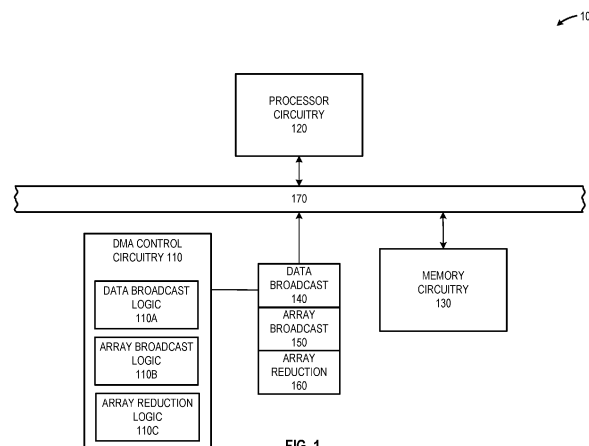 10
PROCESSOR
CIRCUITRY
120
170
DMA CONTROL
CIRCUITRY 110
DATA BROADCAST
LOGIC
110A
ARRAY BROADCAST
LOGIC
110B
ARRAY REDUCTION
LOGIC
110C
DATA
BROADCAST
140
ARRAY
BROADCAST
150
ARRAY
REDUCTION
160
MEMORY
CIRCUITRY
130
FIG. 1